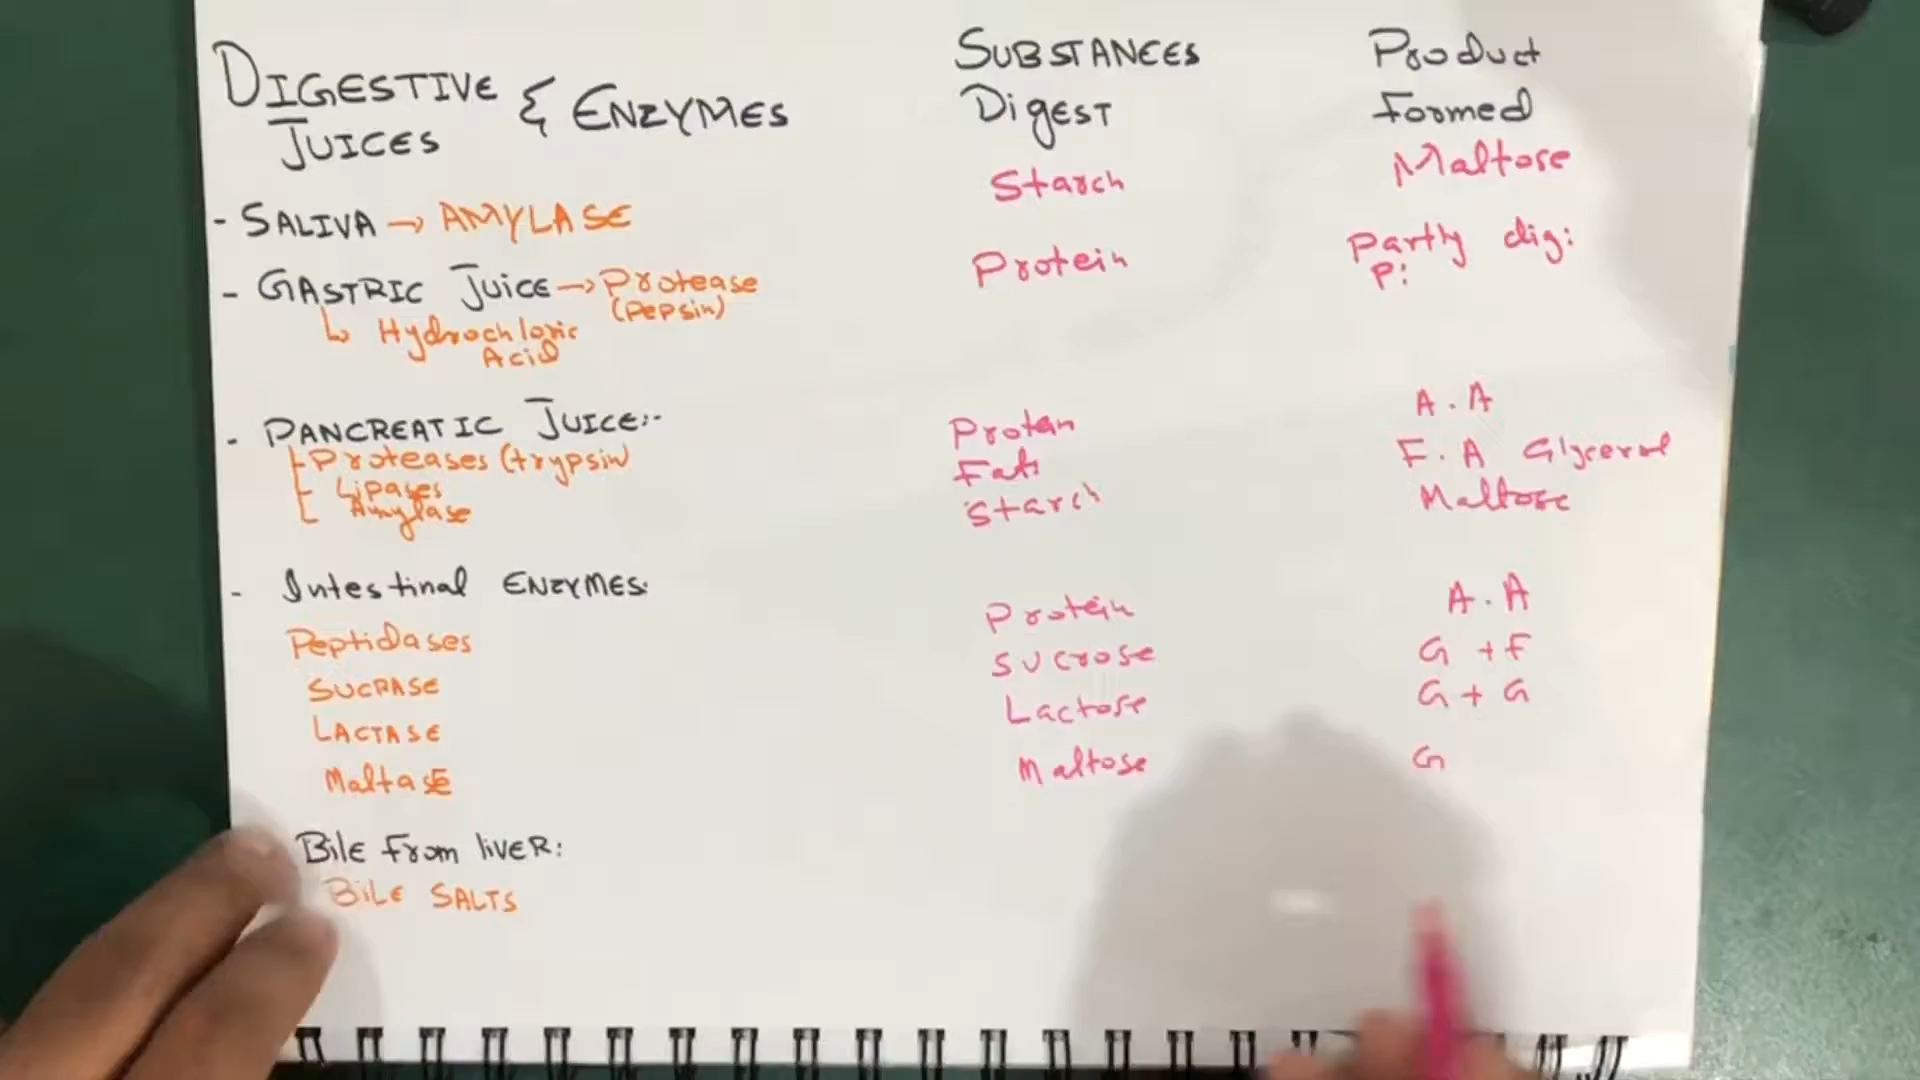 DIGESTIVE JUICES & ENZYMES
SUBSTANCES DIGEST
Product Formed
- SALIVA → AMYLASE
Starch
Maltose
- GASTRIC JUICE → Protease (Pepsin)
Protein
Partly dig:
P:
↳ Hydrochloric Acid
- PANCREATIC JUICE:-
Proteases (trypsin)
Protein
A.A
Lipases
Fats
F.A Glycerol
Amylase
Starch
Maltose
- Intestinal ENZYMES:
Peptidases
Protein
A.A
SUCRASE
Sucrose
G + F
LACTASE
Lactose
G + G
MaltasE
Maltose
G
Bile From liveR:
BilE SALTS